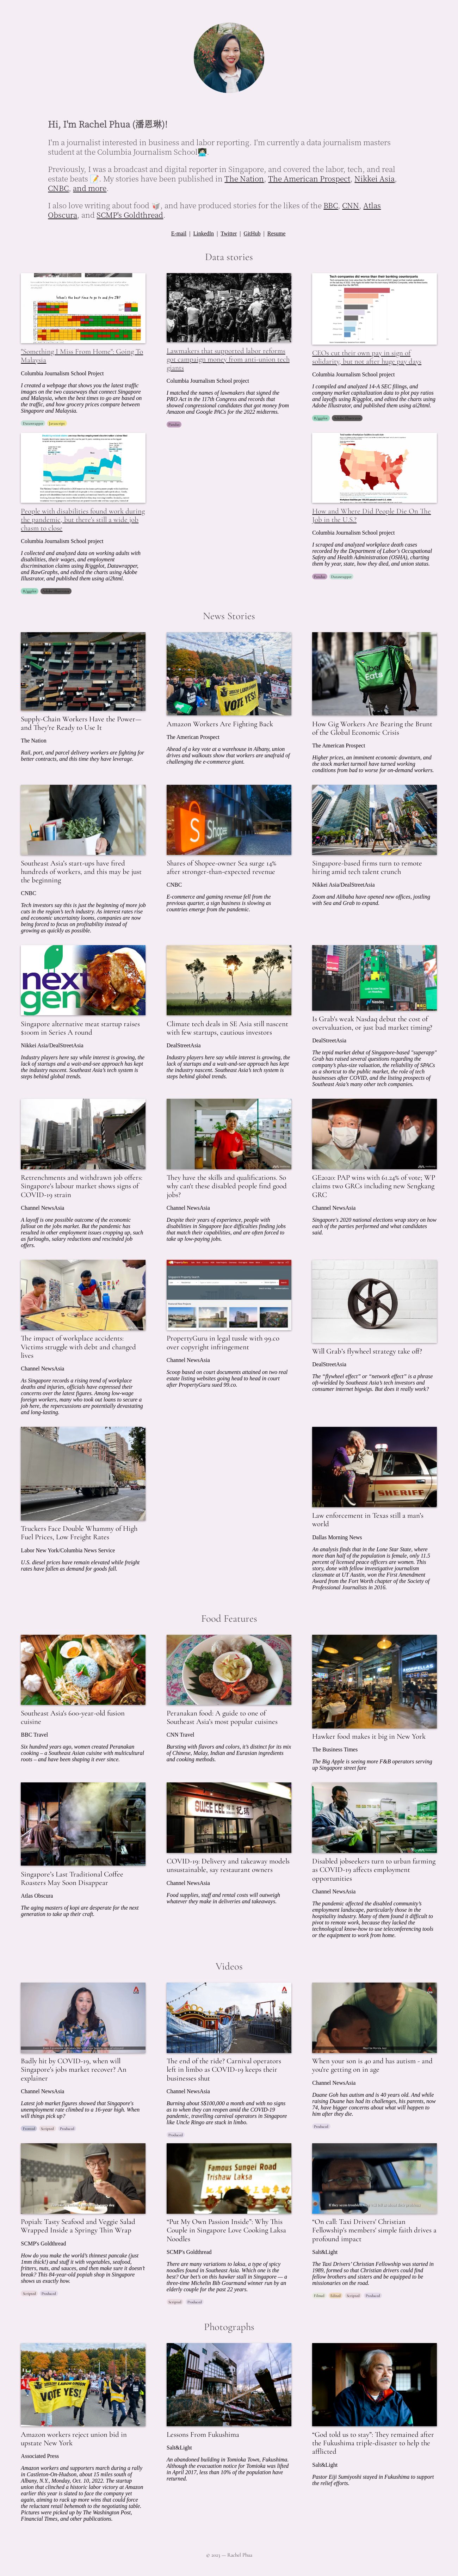 Hi, I'm Rachel Phua (潘恩琳)!
I'm a journalist interested in business and labor reporting. I'm currently a data journalism masters
student at the Columbia Journalism School👩🏻‍💻
Previously, I was a broadcast and digital reporter in Singapore, and covered the labor, tech, and real
estate beats 📝. My stories have been published in The Nation, The American Prospect, Nikkei Asia,
CNBC, and more.
I also love writing about food 🥡, and have produced stories for the likes of the BBC, CNN, Atlas
Obscura, and SCMP's Goldthread.
E-mail | LinkedIn | Twitter | GitHub | Resume
Data stories
"Something I Miss From Home": Going To
Malaysia
Columbia Journalism School Project
I created a webpage that shows you the latest traffic
images on the two causeways that connect Singapore
and Malaysia, when the best times to go are based on
the traffic, and how grocery prices compare between
Singapore and Malaysia.
Datawrapper Javascript
Lawmakers that supported labor reforms
got campaign money from anti-union tech
giants
Columbia Journalism School project
I matched the names of lawmakers that signed the
PRO Act in the 117th Congress and records that
showed congressional candidates who got money from
Amazon and Google PACs for the 2022 midterms.
Pandas
Tech companies did worse than their banking counterparts
CEOs cut their own pay in sign of
solidarity, but not after huge pay days
Columbia Journalism School project
I compiled and analyzed 14-A SEC filings, and
company market capitalization data to plot pay ratios
and layoffs using Riggplot, and edited the charts using
Adobe Illustrator, and published them using ai2html.
People with disabilities found work during
the pandemic, but there's still a wide job
chasm to close
Columbia Journalism School project
I collected and analyzed data on working adults with
disabilities, their wages, and employment
discrimination claims using Riggplot, Datawrapper,
and RawGraphs, and edited the charts using Adobe
Illustrator, and published them using ai2html.
How and Where Did People Die On The
Job in the U.S.?
Columbia Journalism School project
I scraped and analyzed workplace death cases
recorded by the Department of Labor's Occupational
Safety and Health Administration (OSHA), charting
them by year, state, how they died, and union status.
Pandas Datawrapper
News Stories
Supply-Chain Workers Have the Power—
and They're Ready to Use It
The Nation
Rail, port, and parcel delivery workers are fighting for
better contracts, and this time they have leverage.
VOTE YES!
Amazon Workers Are Fighting Back
The American Prospect
Ahead of a key vote at a warehouse in Albany, union
drives and walkouts show that workers are unafraid of
challenging the e-commerce giant.
Uber
Eats
How Gig Workers Are Bearing the Brunt
of the Global Economic Crisis
The American Prospect
Higher prices, an imminent economic downturn, and
the stock market turmoil have turned working
conditions from bad to worse for on-demand workers.
Southeast Asia's start-ups have fired
hundreds of workers, and this may be just
the beginning
CNBC
Tech investors say this is just the beginning of more job
cuts in the region's tech industry. As interest rates rise
and economic uncertainty looms, companies are now
being forced to focus on profitability instead of
growing as quickly as possible.
Shares of Shopee-owner Sea surge 14%
after stronger-than-expected revenue
CNBC
E-commerce and gaming revenue fell from the
previous quarter, a sign business is slowing as
countries emerge from the pandemic.
Singapore-based firms turn to remote
hiring amid tech talent crunch
Nikkei Asia/DealStreetAsia
Zoom and Alibaba have opened new offices, jostling
with Sea and Grab to expand.
next
gen
Singapore alternative meat startup raises
$100m in Series A round
Nikkei Asia/DealStreetAsia
Industry players here say while interest is growing, the
lack of startups and a wait-and-see approach has kept
the industry nascent. Southeast Asia's tech system is
steps behind global trends.
Climate tech deals in SE Asia still nascent
with few startups, cautious investors
DealStreetAsia
Industry players here say while interest is growing, the
lack of startups and a wait-and-see approach has kept
the industry nascent. Southeast Asia's tech system is
steps behind global trends.
Is Grab's weak Nasdaq debut the cost of
overvaluation, or just bad market timing?
DealStreetAsia
The tepid market debut of Singapore-based "superapp"
Grab has raised several questions regarding the
company's plus-size valuation, the reliability of SPACs
as a shortcut to the public market, the role of tech
businesses after COVID, and the listing prospects of
Southeast Asia's many other tech companies.
Retrenchments and withdrawn job offers:
Singapore's labour market shows signs of
COVID-19 strain
Channel NewsAsia
A layoff is one possible outcome of the economic
fallout on the jobs market. But the pandemic has
resulted in other employment issues cropping up, such
as furloughs, salary reductions and rescinded job
offers.
They have the skills and qualifications. So
why can't these disabled people find good
jobs?
Channel NewsAsia
Despite their years of experience, people with
disabilities in Singapore face difficulties finding jobs
that match their capabilities, and are often forced to
take up low-paying jobs.
GE2020: PAP wins with 61.24% of vote; WP
claims two GRCs including new Sengkang
GRC
Channel NewsAsia
Singapore's 2020 national elections wrap story on how
each of the parties performed and what candidates
said.
The impact of workplace accidents:
Victims struggle with debt and changed
lives
Channel NewsAsia
As Singapore records a rising trend of workplace
deaths and injuries, officials have expressed their
concerns over the latest figures. Among low-wage
foreign workers, many who took out loans to secure a
job here, the repercussions are potentially devastating
and long-lasting.
PropertyGuru in legal tussle with 99.co
over copyright infringement
Channel NewsAsia
Scoop based on court documents attained on two real
estate listing websites going head to head in court
after PropertyGuru sued 99.co.
Will Grab's flywheel strategy take off?
DealStreetAsia
The "flywheel effect" or "network effect" is a phrase
oft-wielded by Southeast Asia's tech investors and
consumer internet bigwigs. But does it really work?
Truckers Face Double Whammy of High
Fuel Prices, Low Freight Rates
Labor New York/Columbia News Service
U.S. diesel prices have remain elevated while freight
rates have fallen as demand for goods fall.
SHERIFF
Law enforcement in Texas still a man's
world
Dallas Morning News
An analysis finds that in the Lone Star State, where
more than half of the population is female, only 11.5
percent of licensed peace officers are women. This
story, done with fellow investigative journalism
classmate at UT Austin, won the First Amendment
Award from the Fort Worth chapter of the Society of
Professional Journalists in 2016.
Food Features
Southeast Asia's 600-year-old fusion
cuisine
BBC Travel
Six hundred years ago, women created Peranakan
cooking – a Southeast Asian cuisine with multicultural
roots – and have been shaping it ever since.
Peranakan food: A guide to one of
Southeast Asia's most popular cuisines
CNN Travel
Bursting with flavors and colors, it's distinct for its mix
of Chinese, Malay, Indian and Eurasian ingredients
and cooking methods.
Hawker food makes it big in New York
The Business Times
The Big Apple is seeing more F&B operators serving
up Singapore street fare
Singapore's Last Traditional Coffee
Roasters May Soon Disappear
Atlas Obscura
The aging masters of kopi are desperate for the next
generation to take up their craft.
COVID-19: Delivery and takeaway models
unsustainable, say restaurant owners
Channel NewsAsia
Food supplies, staff and rental costs will outweigh
whatever they make in deliveries and takeaways.
Disabled jobseekers turn to urban farming
as COVID-19 affects employment
opportunities
Channel NewsAsia
The pandemic affected the disabled community's
employment landscape, particularly those in the
hospitality industry. Many of them found it difficult to
pivot to remote work, because they lacked the
technological know-how to use teleconferencing tools
or the equipment to work from home.
Videos
Badly hit by COVID-19, when will
Singapore's jobs market recover? An
explainer
Channel NewsAsia
Latest job market figures showed that Singapore's
unemployment rate climbed to a 16-year high. When
will things pick up?
Scripted Produced
The end of the ride? Carnival operators
left in limbo as COVID-19 keeps their
businesses shut
Channel NewsAsia
Burning about S$100,000 a month and with no signs
as to when they can reopen amid the COVID-19
pandemic, travelling carnival operators in Singapore
like Uncle Ringo are stuck in limbo.
Produced
When your son is 40 and has autism - and
you're getting on in age
Channel NewsAsia
Duane Goh has autism and is 40 years old. And while
raising Duane has had its challenges, his parents, now
74, have bigger concerns about what will happen to
him after they die.
Produced
Popiah: Tasty Seafood and Veggie Salad
Wrapped Inside a Springy Thin Wrap
SCMP's Goldthread
How do you make the world's thinnest pancake (just
1mm thick!) and stuff it with vegetables, seafood,
fritters, nuts, and sauces, and then make sure it doesn't
break? This 84-year-old popiah shop in Singapore
shows us exactly how.
Scripted Produced
Famous Sungei Road
Trishaw Laksa
"Put My Own Passion Inside": Why This
Couple in Singapore Love Cooking Laksa
Noodles
SCMP's Goldthread
There are many variations to laksa, a type of spicy
noodles found in Southeast Asia. Which one is the
best? Our bet's on this hawker stall in Singapore — a
three-time Michelin Bib Gourmand winner run by an
elderly couple for the past 22 years.
Scripted Produced
"On call: Taxi Drivers' Christian
Fellowship's members' simple faith drives a
profound impact
Salt&Light
The Taxi Drivers' Christian Fellowship was started in
1989, formed so that Christian drivers could find
fellow brothers and sisters and be equipped to be
missionaries on the road.
Filmed Edited Scripted Produced
Photographs
VOTE YES!
Amazon workers reject union bid in
upstate New York
Associated Press
Amazon workers and supporters march during a rally
in Castleton-On-Hudson, about 15 miles south of
Albany, N.Y., Monday, Oct. 10, 2022. The startup
union that clinched a historic labor victory at Amazon
earlier this year is slated to face the company yet
again, aiming to rack up more wins that could force
the reluctant retail behemoth to the negotiating table.
Pictures were picked up by The Washington Post,
Financial Times, and other publications.
Lessons From Fukushima
Salt&Light
An abandoned building in Tomioka Town, Fukushima.
Although the evacuation notice for Tomioka was lifted
in April 2017, less than 10% of the population have
returned.
"God told us to stay": They remained after
the Fukushima triple-disaster to help the
afflicted
Salt&Light
Pastor Eiji Sumiyoshi stayed in Fukushima to support
the relief efforts.
© 2023 — Rachel Phua